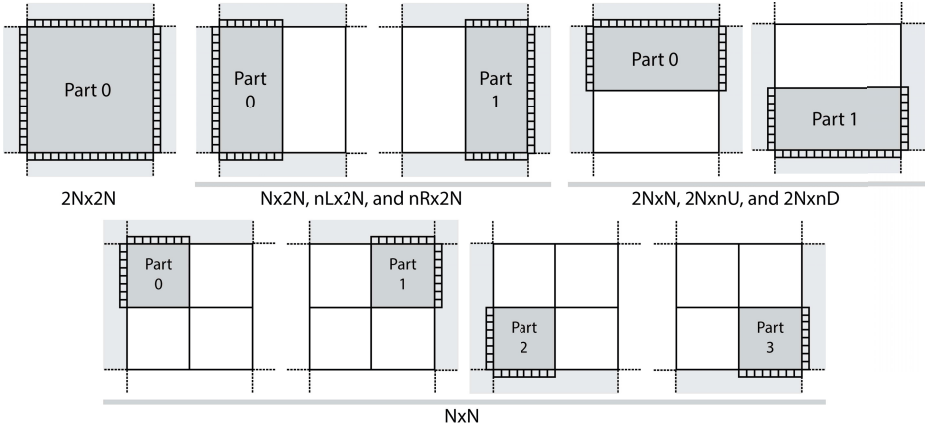 Part 0
Part
0
Part
1
Part 0
Part 1
2Nx2N
Nx2N, nLx2N, and nRx2N
2NxN, 2NxnU, and 2NxnD
Part
0
Part
1
Part
2
Part
3
NxN